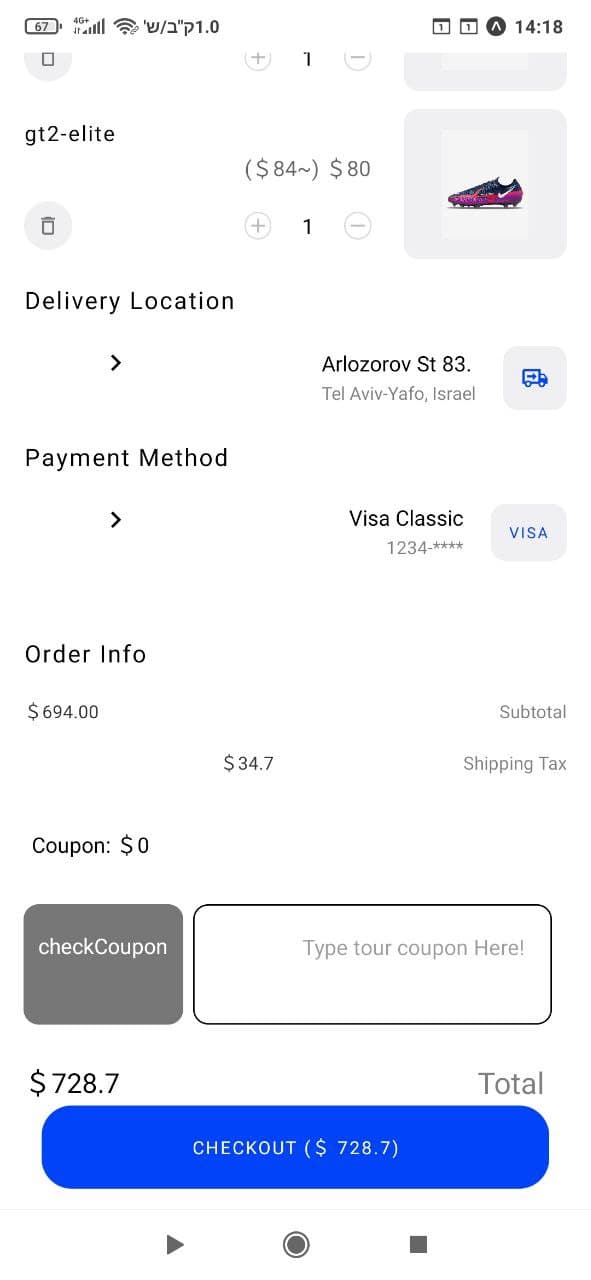 67 4G+ 1.0ק"ב/ש' 1 1 14:18
1
gt2-elite
($84~) $80
1
Delivery Location
Arlozorov St 83.
Tel Aviv-Yafo, Israel
Payment Method
Visa Classic
1234-****
VISA
Order Info
$694.00 Subtotal
$34.7 Shipping Tax
Coupon: $0
checkCoupon Type tour coupon Here!
$728.7 Total
CHECKOUT ($ 728.7)